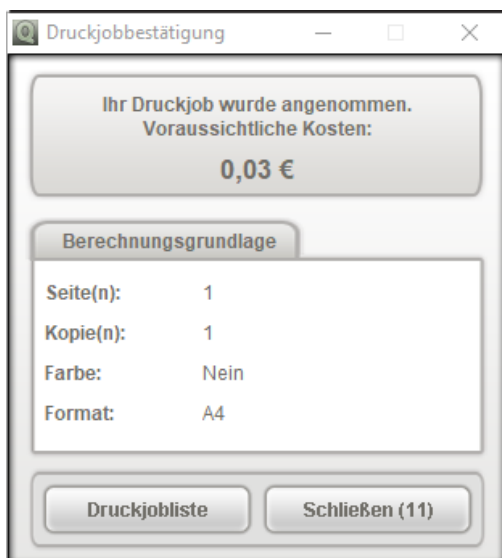 Druckjobbestätigung
Ihr Druckjob wurde angenommen.
Voraussichtliche Kosten:
0,03 €
Berechnungsgrundlage
Seite(n): 1
Kopie(n): 1
Farbe: Nein
Format: A4
Druckjobliste Schließen (11)